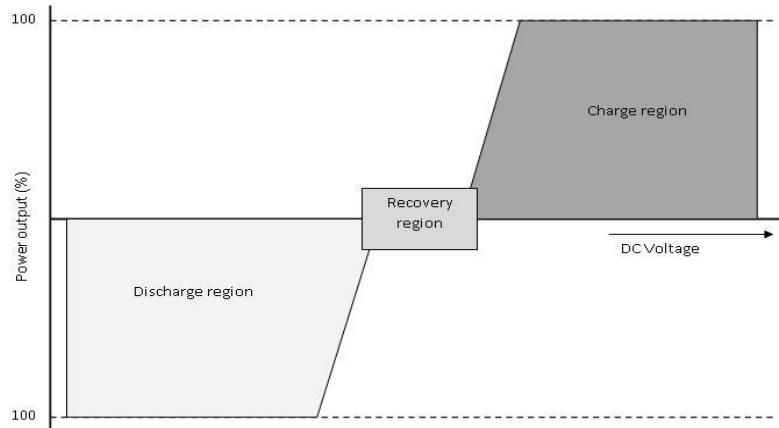 100
Charge region
Recovery
region
Power output (%)
DC Voltage
Discharge region
100